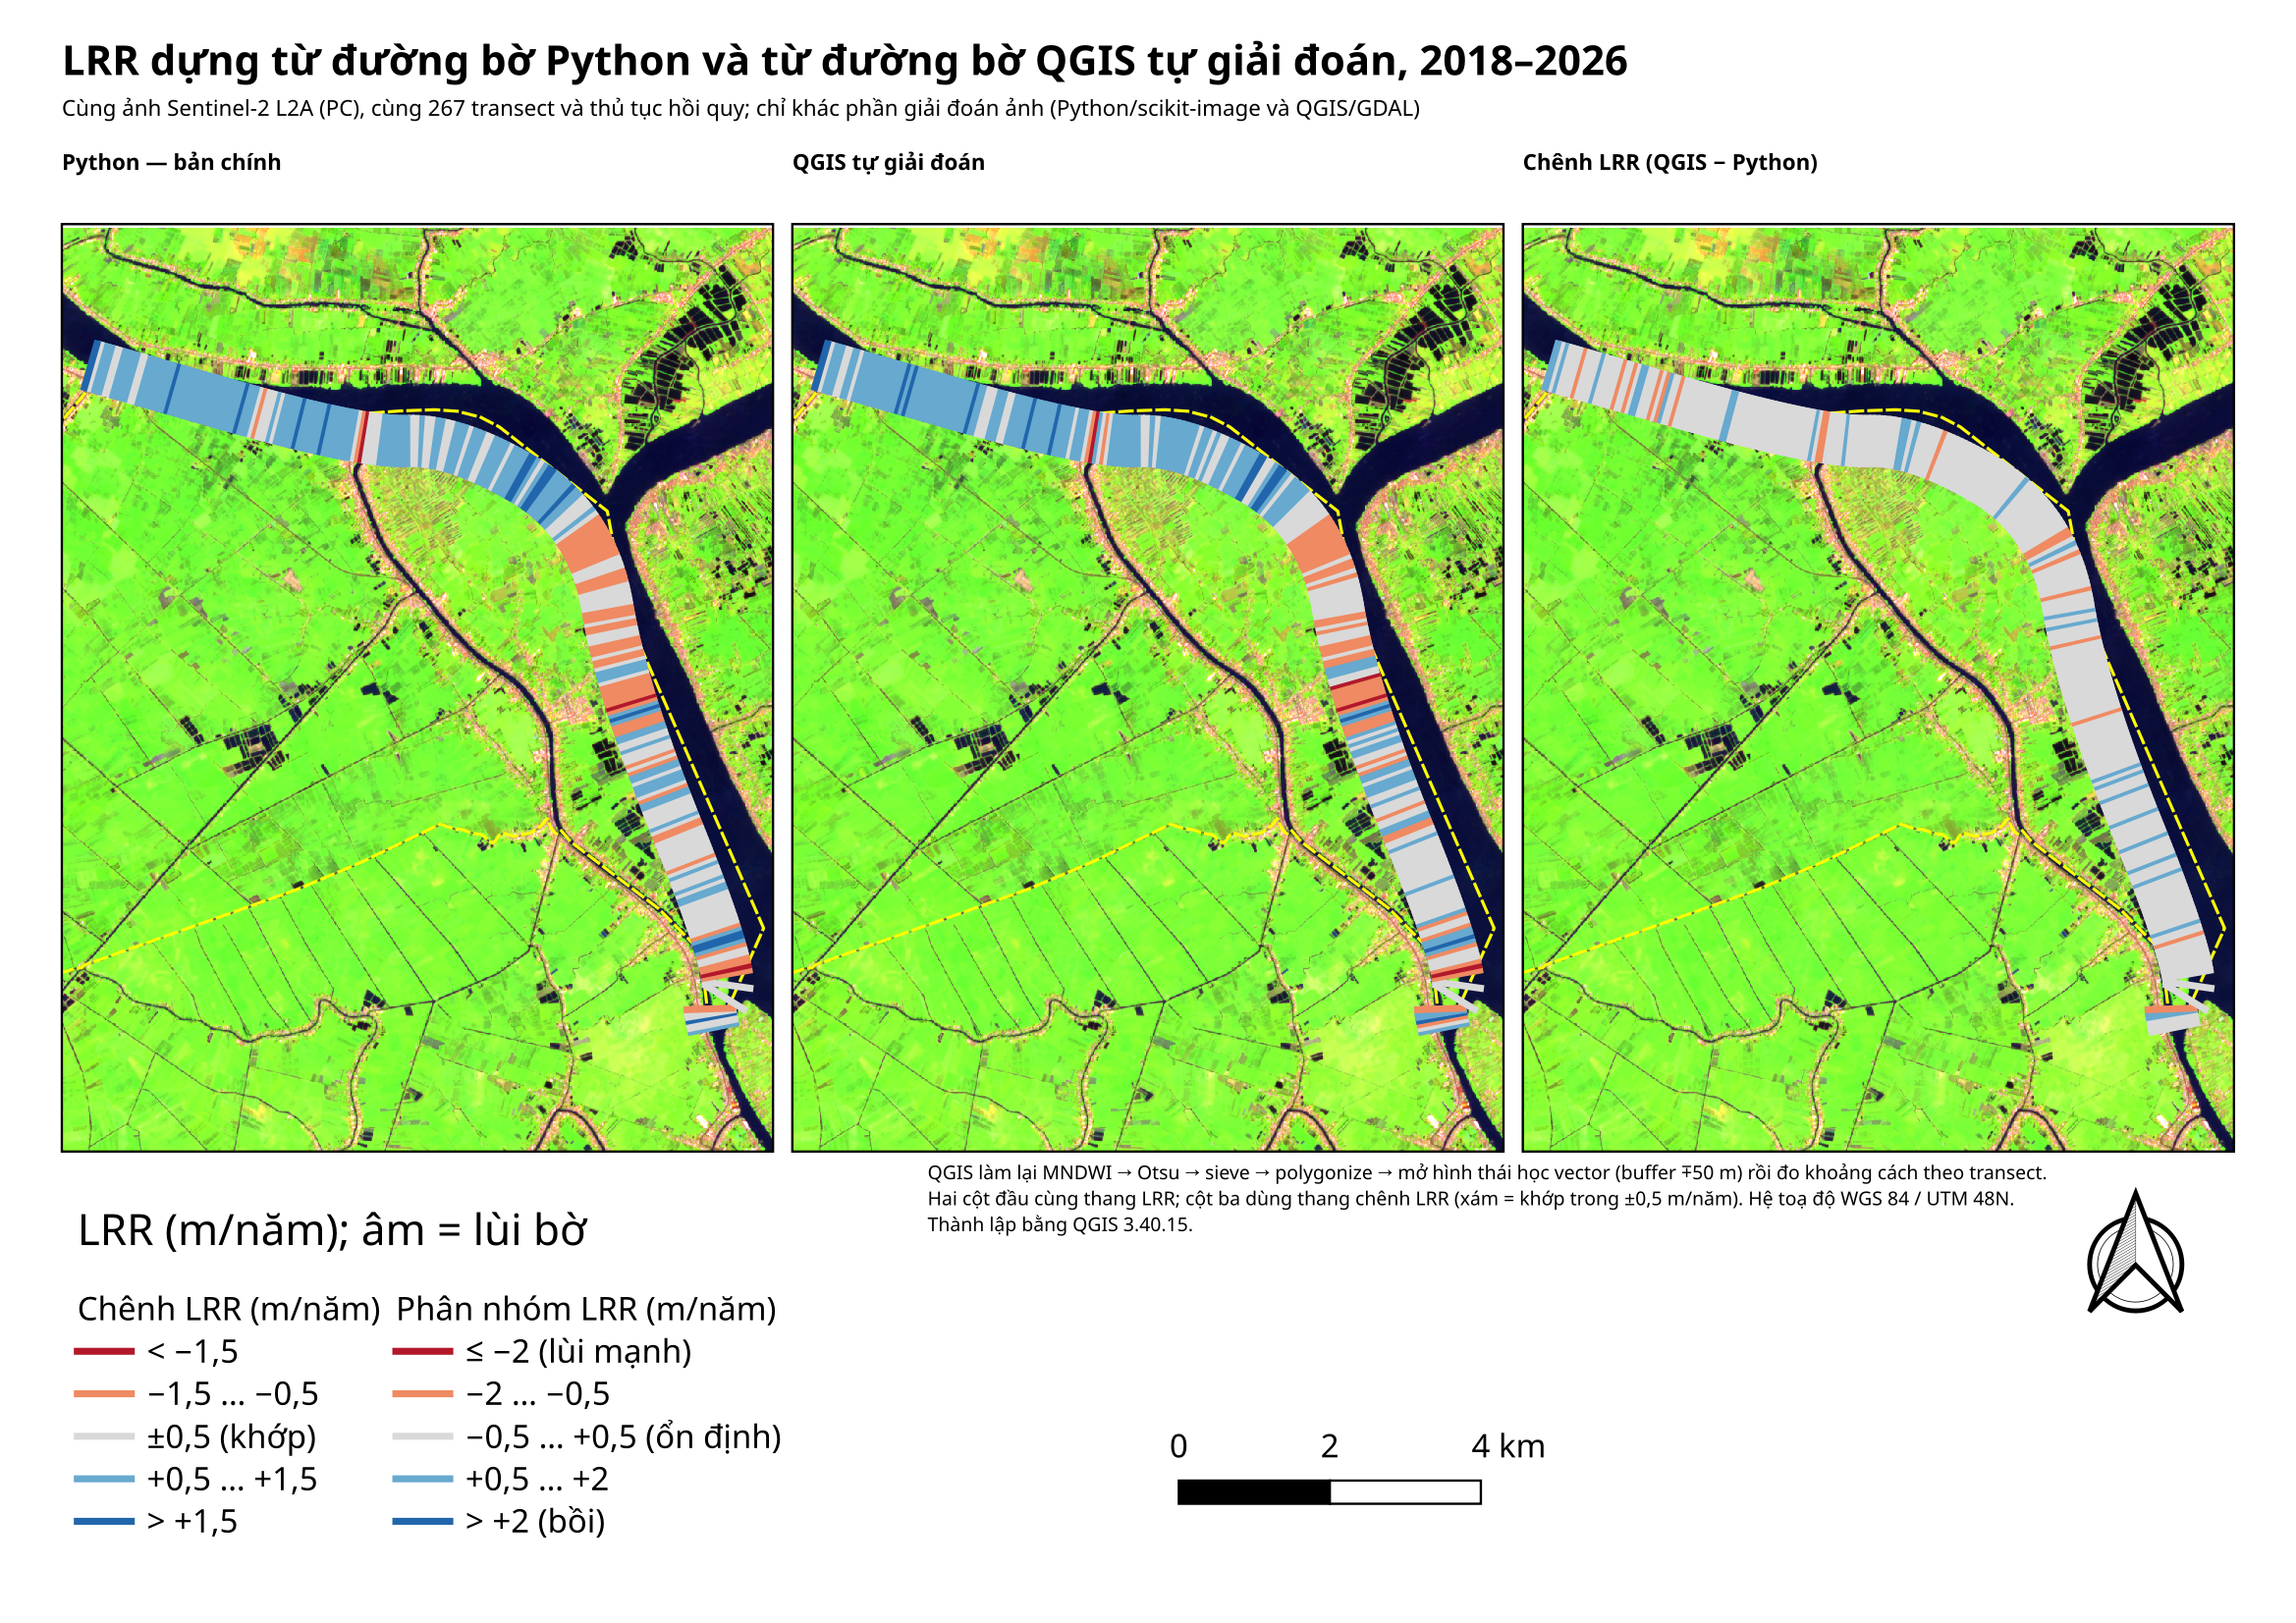 LRR dựng từ đường bờ Python và từ đường bờ QGIS tự giải đoán, 2018–2026
Cùng ảnh Sentinel-2 L2A (PC), cùng 267 transect và thủ tục hồi quy; chỉ khác phần giải đoán ảnh (Python/scikit-image và QGIS/GDAL)
Python — bản chính
QGIS tự giải đoán
Chênh LRR (QGIS − Python)
QGIS làm lại MNDWI → Otsu → sieve → polygonize → mở hình thái học vector (buffer ∓50 m) rồi đo khoảng cách theo transect.
Hai cột đầu cùng thang LRR; cột ba dùng thang chênh LRR (xám = khớp trong ±0,5 m/năm). Hệ toạ độ WGS 84 / UTM 48N.
Thành lập bằng QGIS 3.40.15.
LRR (m/năm); âm = lùi bờ
Chênh LRR (m/năm)
< −1,5
−1,5 … −0,5
±0,5 (khớp)
+0,5 … +1,5
> +1,5
Phân nhóm LRR (m/năm)
≤ −2 (lùi mạnh)
−2 … −0,5
−0,5 … +0,5 (ổn định)
+0,5 … +2
> +2 (bồi)
0 2 4 km